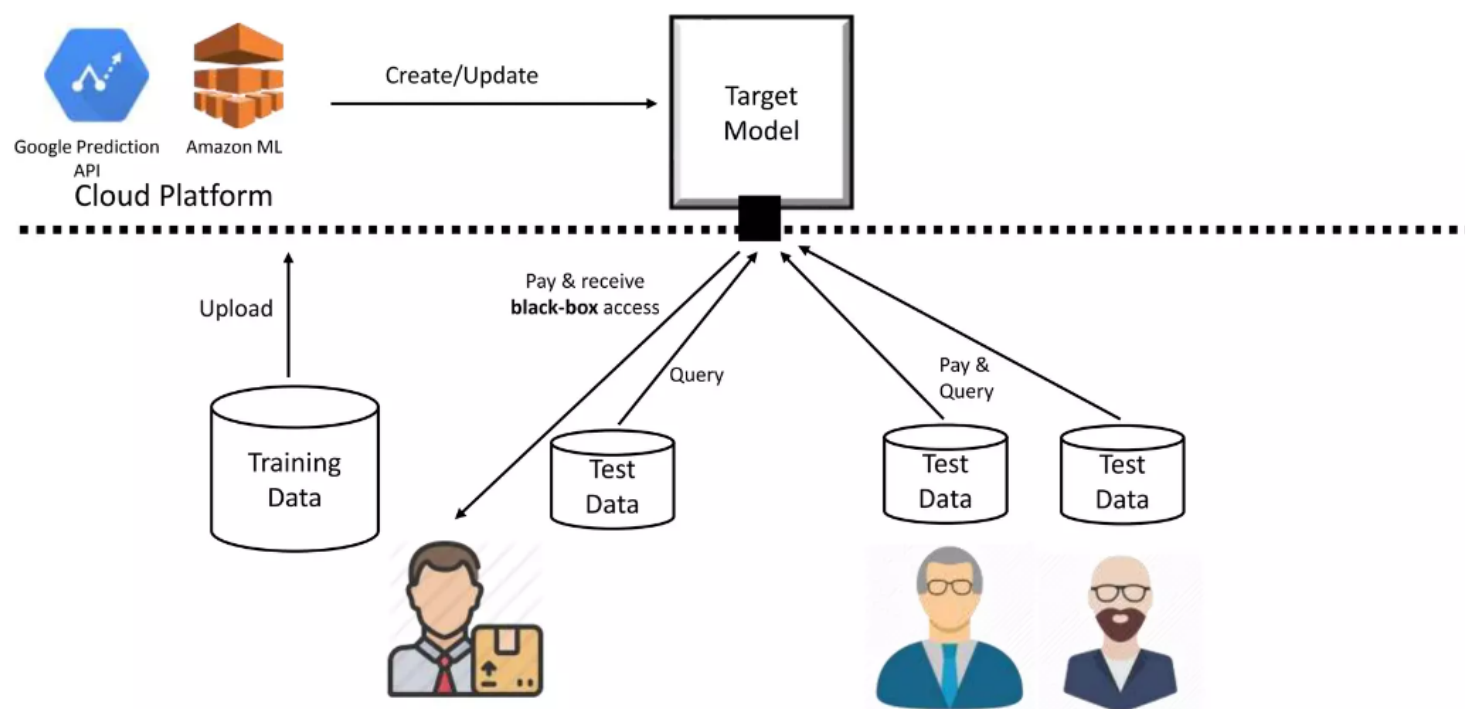 Google Prediction
API
Amazon ML
Cloud Platform
Create/Update
Target
Model
Upload
Pay & receive
black-box access
Query
Pay &
Query
Training
Data
Test
Data
Test
Data
Test
Data